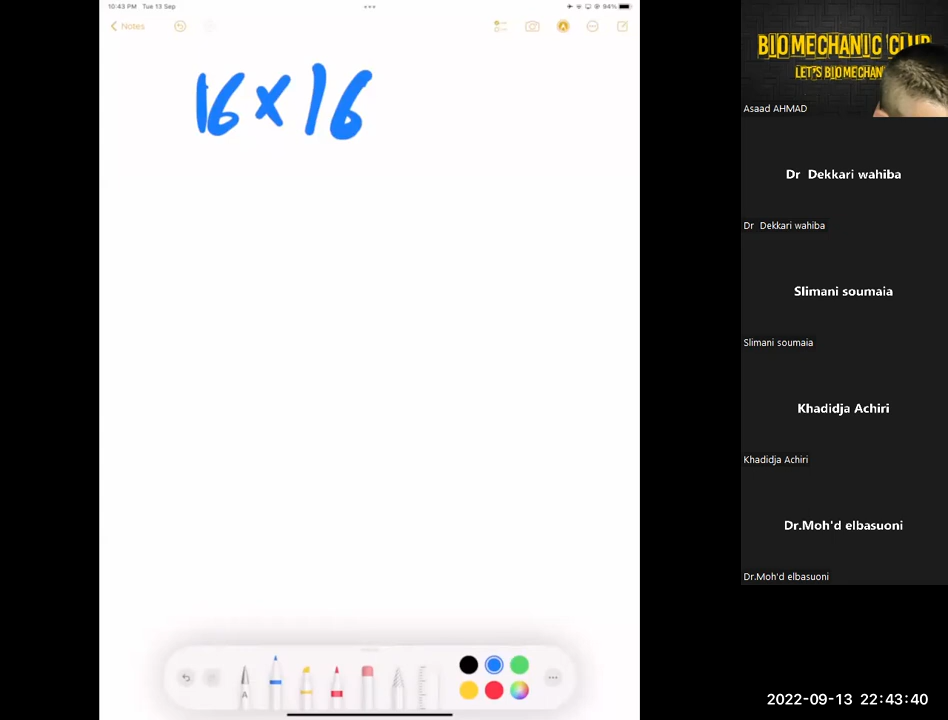 10:43 PM Tue 13 Sep
94%
Notes
16 x 16
A
BIOMECHANIC CLUB
LET'S BIOMECHAN
Asaad AHMAD
Dr Dekkari wahiba
Dr Dekkari wahiba
Slimani soumaia
Slimani soumaia
Khadidja Achiri
Khadidja Achiri
Dr.Moh'd elbasuoni
Dr.Moh'd elbasuoni
2022-09-13 22:43:40